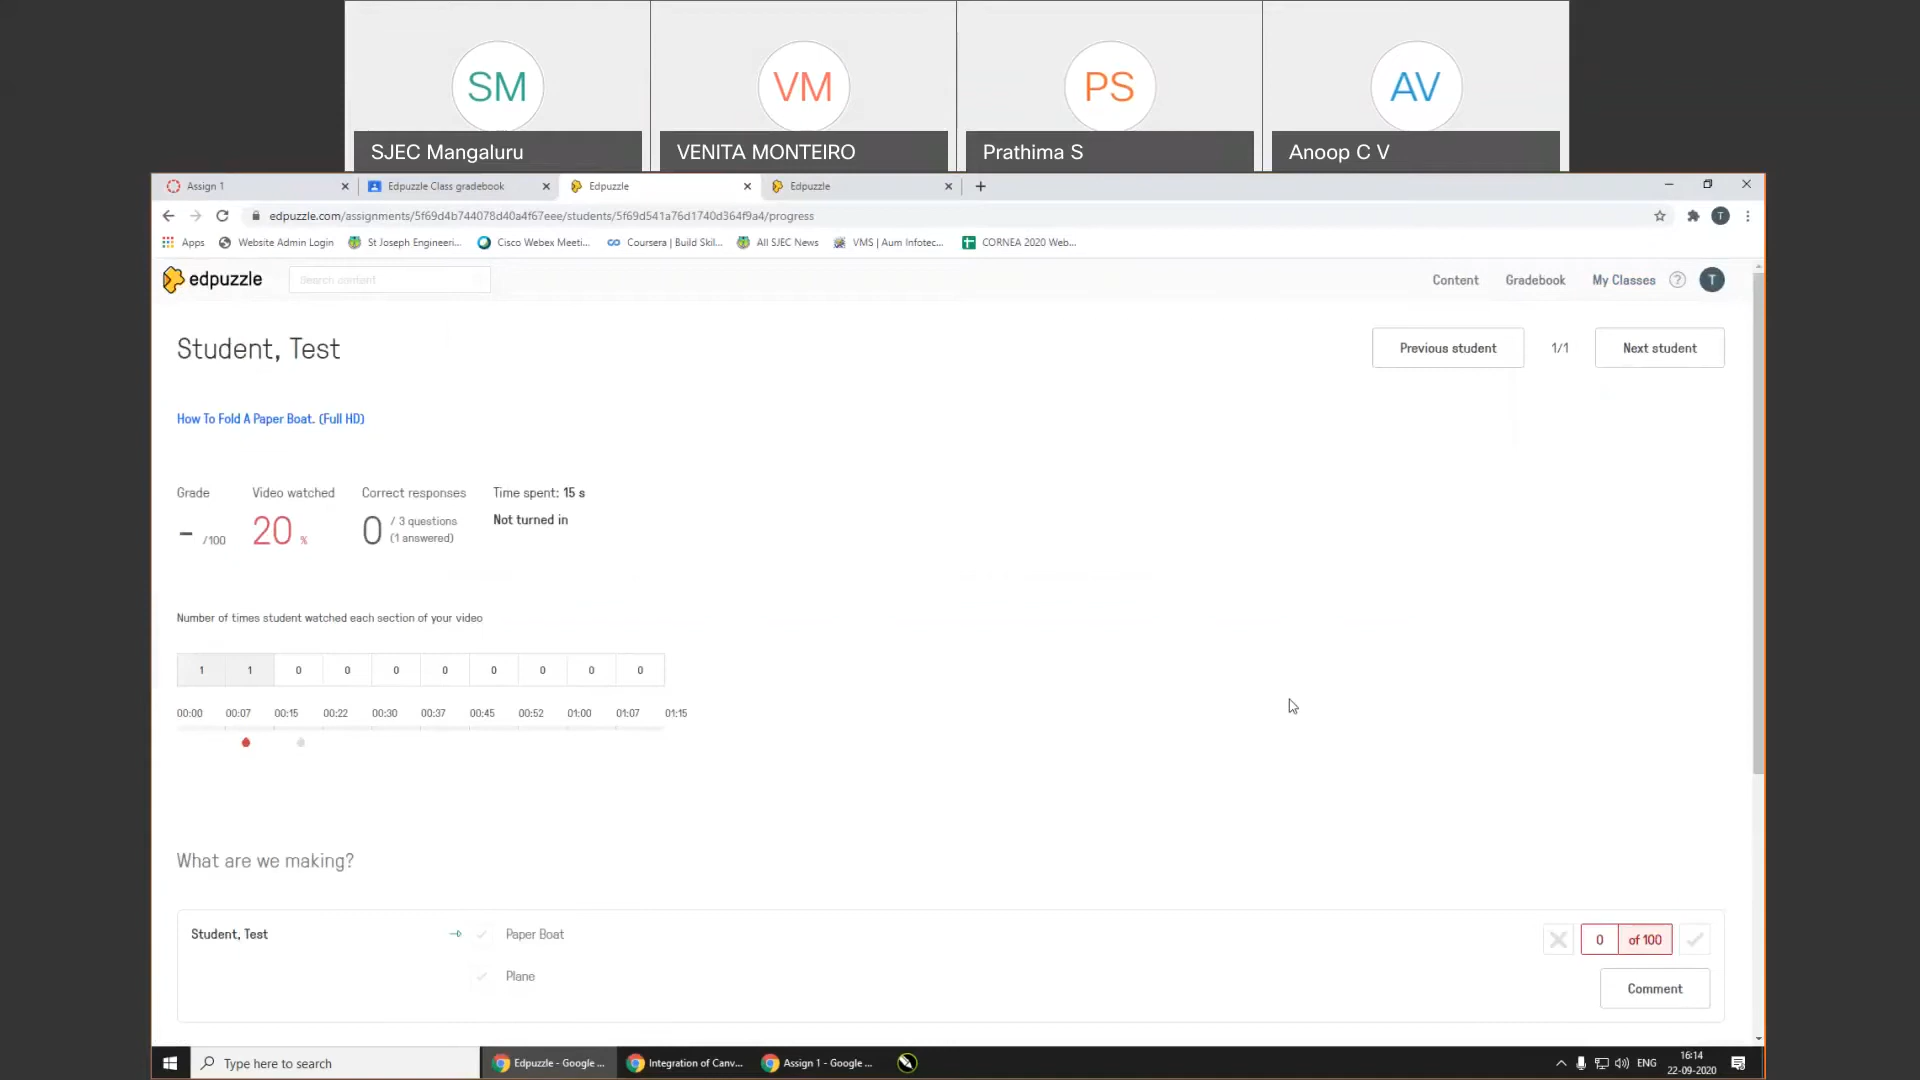 SM
VM
PS
AV
SJEC Mangaluru
VENITA MONTEIRO
Prathima S
Anoop C V
Assign 1
Edpuzzle Class gradebook
Edpuzzle
Edpuzzle
edpuzzle.com/assignments/5f69d4b744078d40a4f67eee/students/5f69d541a76d1740d364f9a4/progress
T
Apps
Website Admin Login
St Joseph Engineeri...
Cisco Webex Meeti...
Coursera | Build Skil...
All SJEC News
VMS | Aum Infotec...
CORNEA 2020 Web...
edpuzzle
Search content
Content
Gradebook
My Classes
?
T
Student, Test
Previous student
1/1
Next student
How To Fold A Paper Boat. (Full HD)
Grade
Video watched
Correct responses
Time spent: 15 s
- /100
20 %
0 / 3 questions
(1 answered)
Not turned in
Number of times student watched each section of your video
1 1 0 0 0 0 0 0 0 0
00:00 00:07 00:15 00:22 00:30 00:37 00:45 00:52 01:00 01:07 01:15
What are we making?
Student, Test
Paper Boat
0 of 100
Plane
Comment
Type here to search
Edpuzzle - Google ...
Integration of Canv...
Assign 1 - Google ...
ENG
16:14
22-09-2020